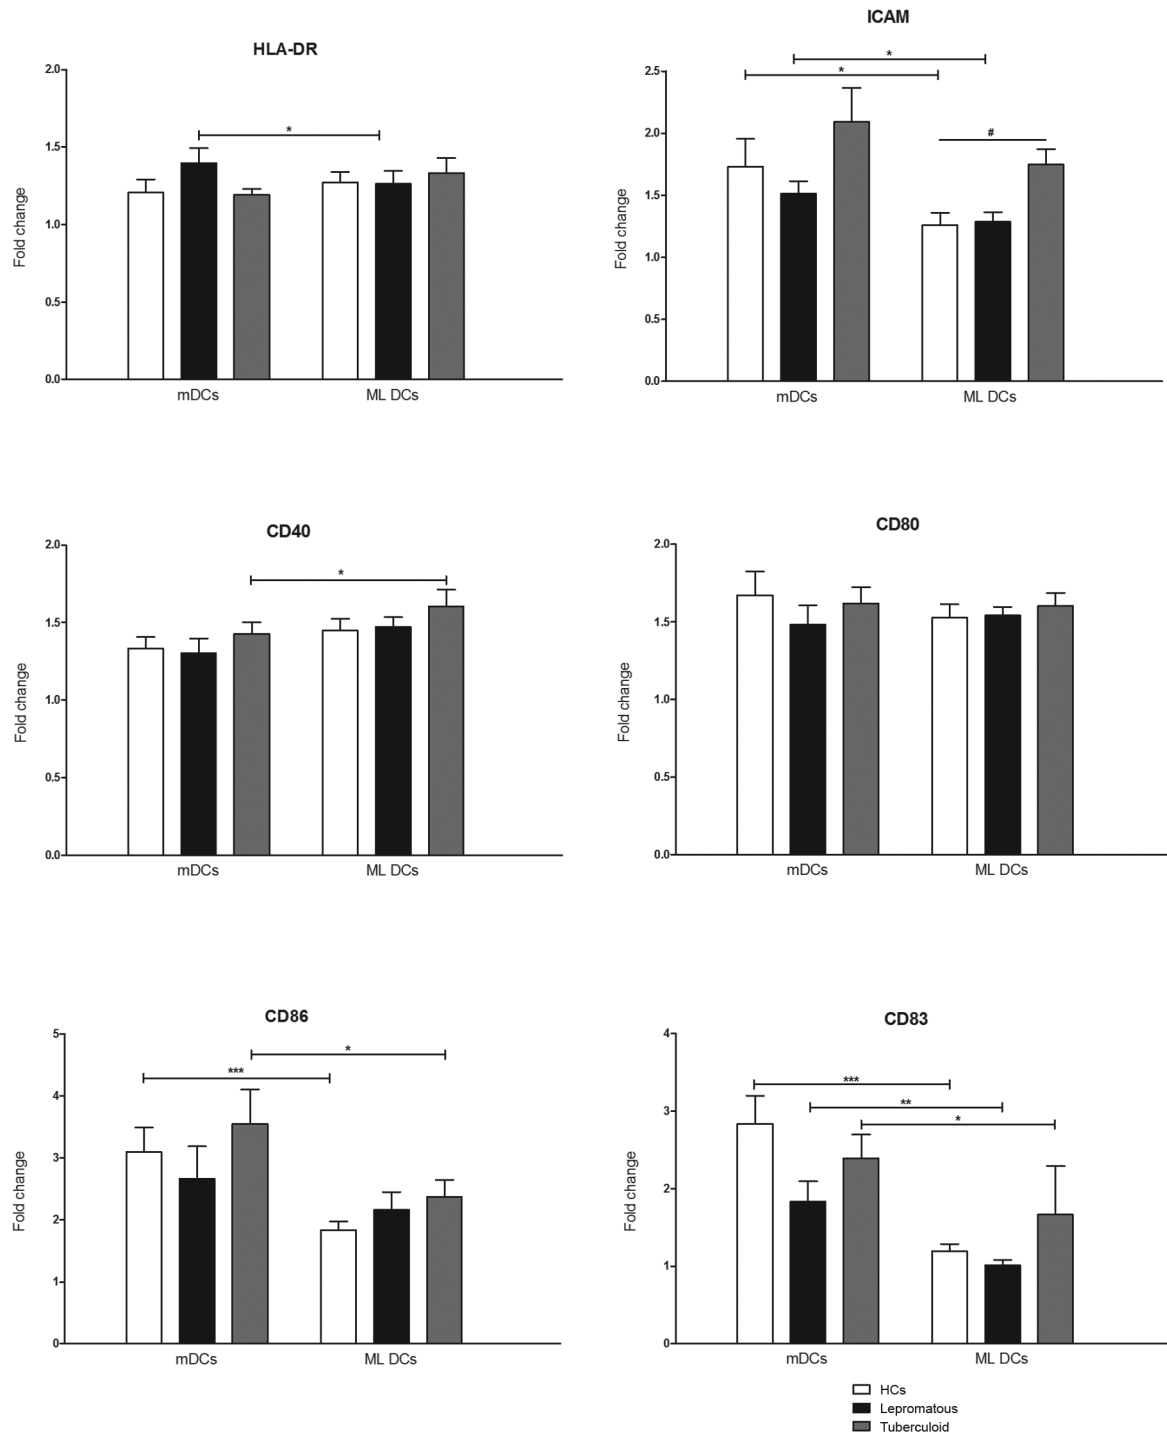 HLA-DR
2.0
1.5
1.0
0.5
0.0
Fold change
*
mDCs
ML DCs
ICAM
2.5
2.0
1.5
1.0
0.5
0.0
Fold change
*
*
#
mDCs
ML DCs
CD40
2.0
1.5
1.0
0.5
0.0
Fold change
*
mDCs
ML DCs
CD80
2.0
1.5
1.0
0.5
0.0
Fold change
mDCs
ML DCs
CD86
5
4
3
2
1
0
Fold change
*
***
mDCs
ML DCs
CD83
4
3
2
1
0
Fold change
***
**
*
mDCs
ML DCs
HCs
Lepromatous
Tuberculoid